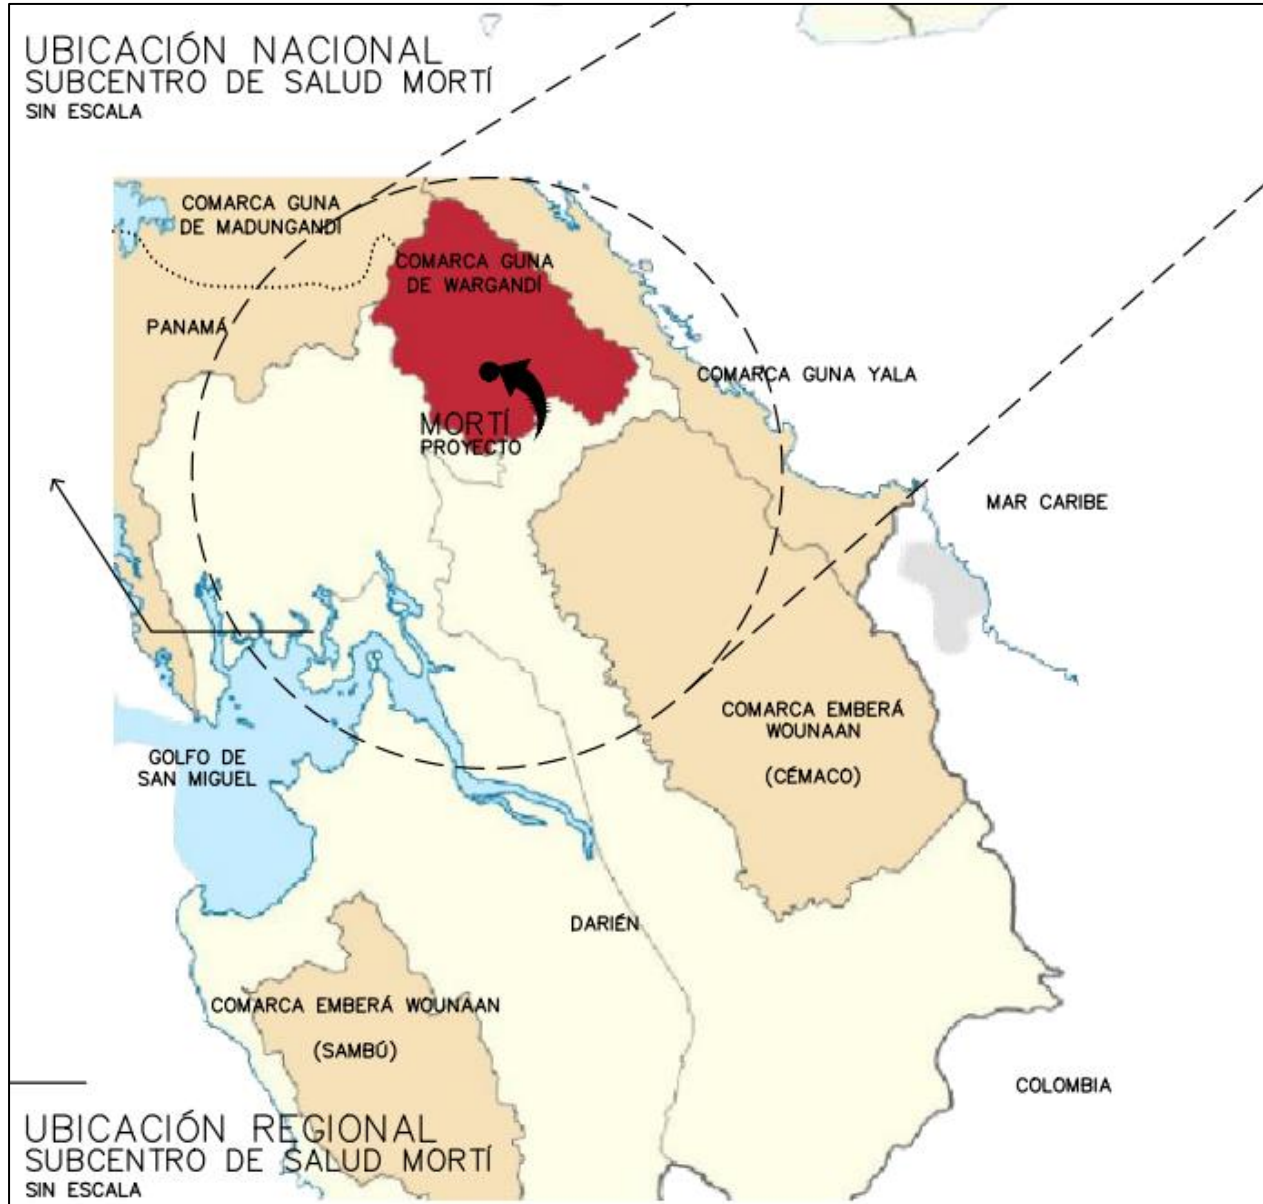 UBICACIÓN NACIONAL
SUBCENTRO DE SALUD MORTÍ
SIN ESCALA
COMARCA GUNA
DE MADUNGANDI
COMARCA GUNA
DE WARGANDÍ
PANAMÁ
COMARCA GUNA YALA
MORTÍ
PROYECTO
MAR CARIBE
COMARCA EMBERÁ
WOUNAAN
(CÉMACO)
GOLFO DE
SAN MIGUEL
DARIÉN
COMARCA EMBERÁ WOUNAAN
(SAMBÚ)
COLOMBIA
UBICACIÓN REGIONAL
SUBCENTRO DE SALUD MORTÍ
SIN ESCALA